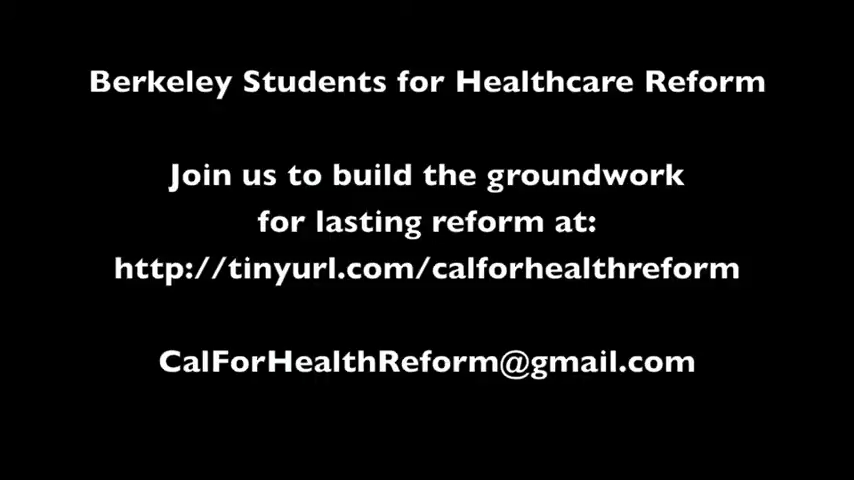 Berkeley Students for Healthcare Reform
Join us to build the groundwork
for lasting reform at:
http://tinyurl.com/calforhealthreform
CalForHealthReform@gmail.com